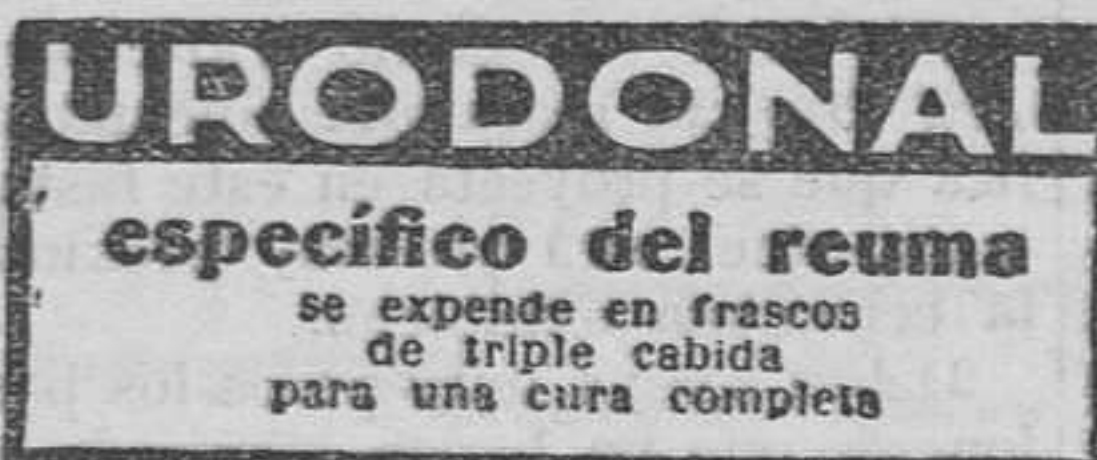 URODONAL
específico del reuma
se expende en frascos
de triple cabida
para una cura completa